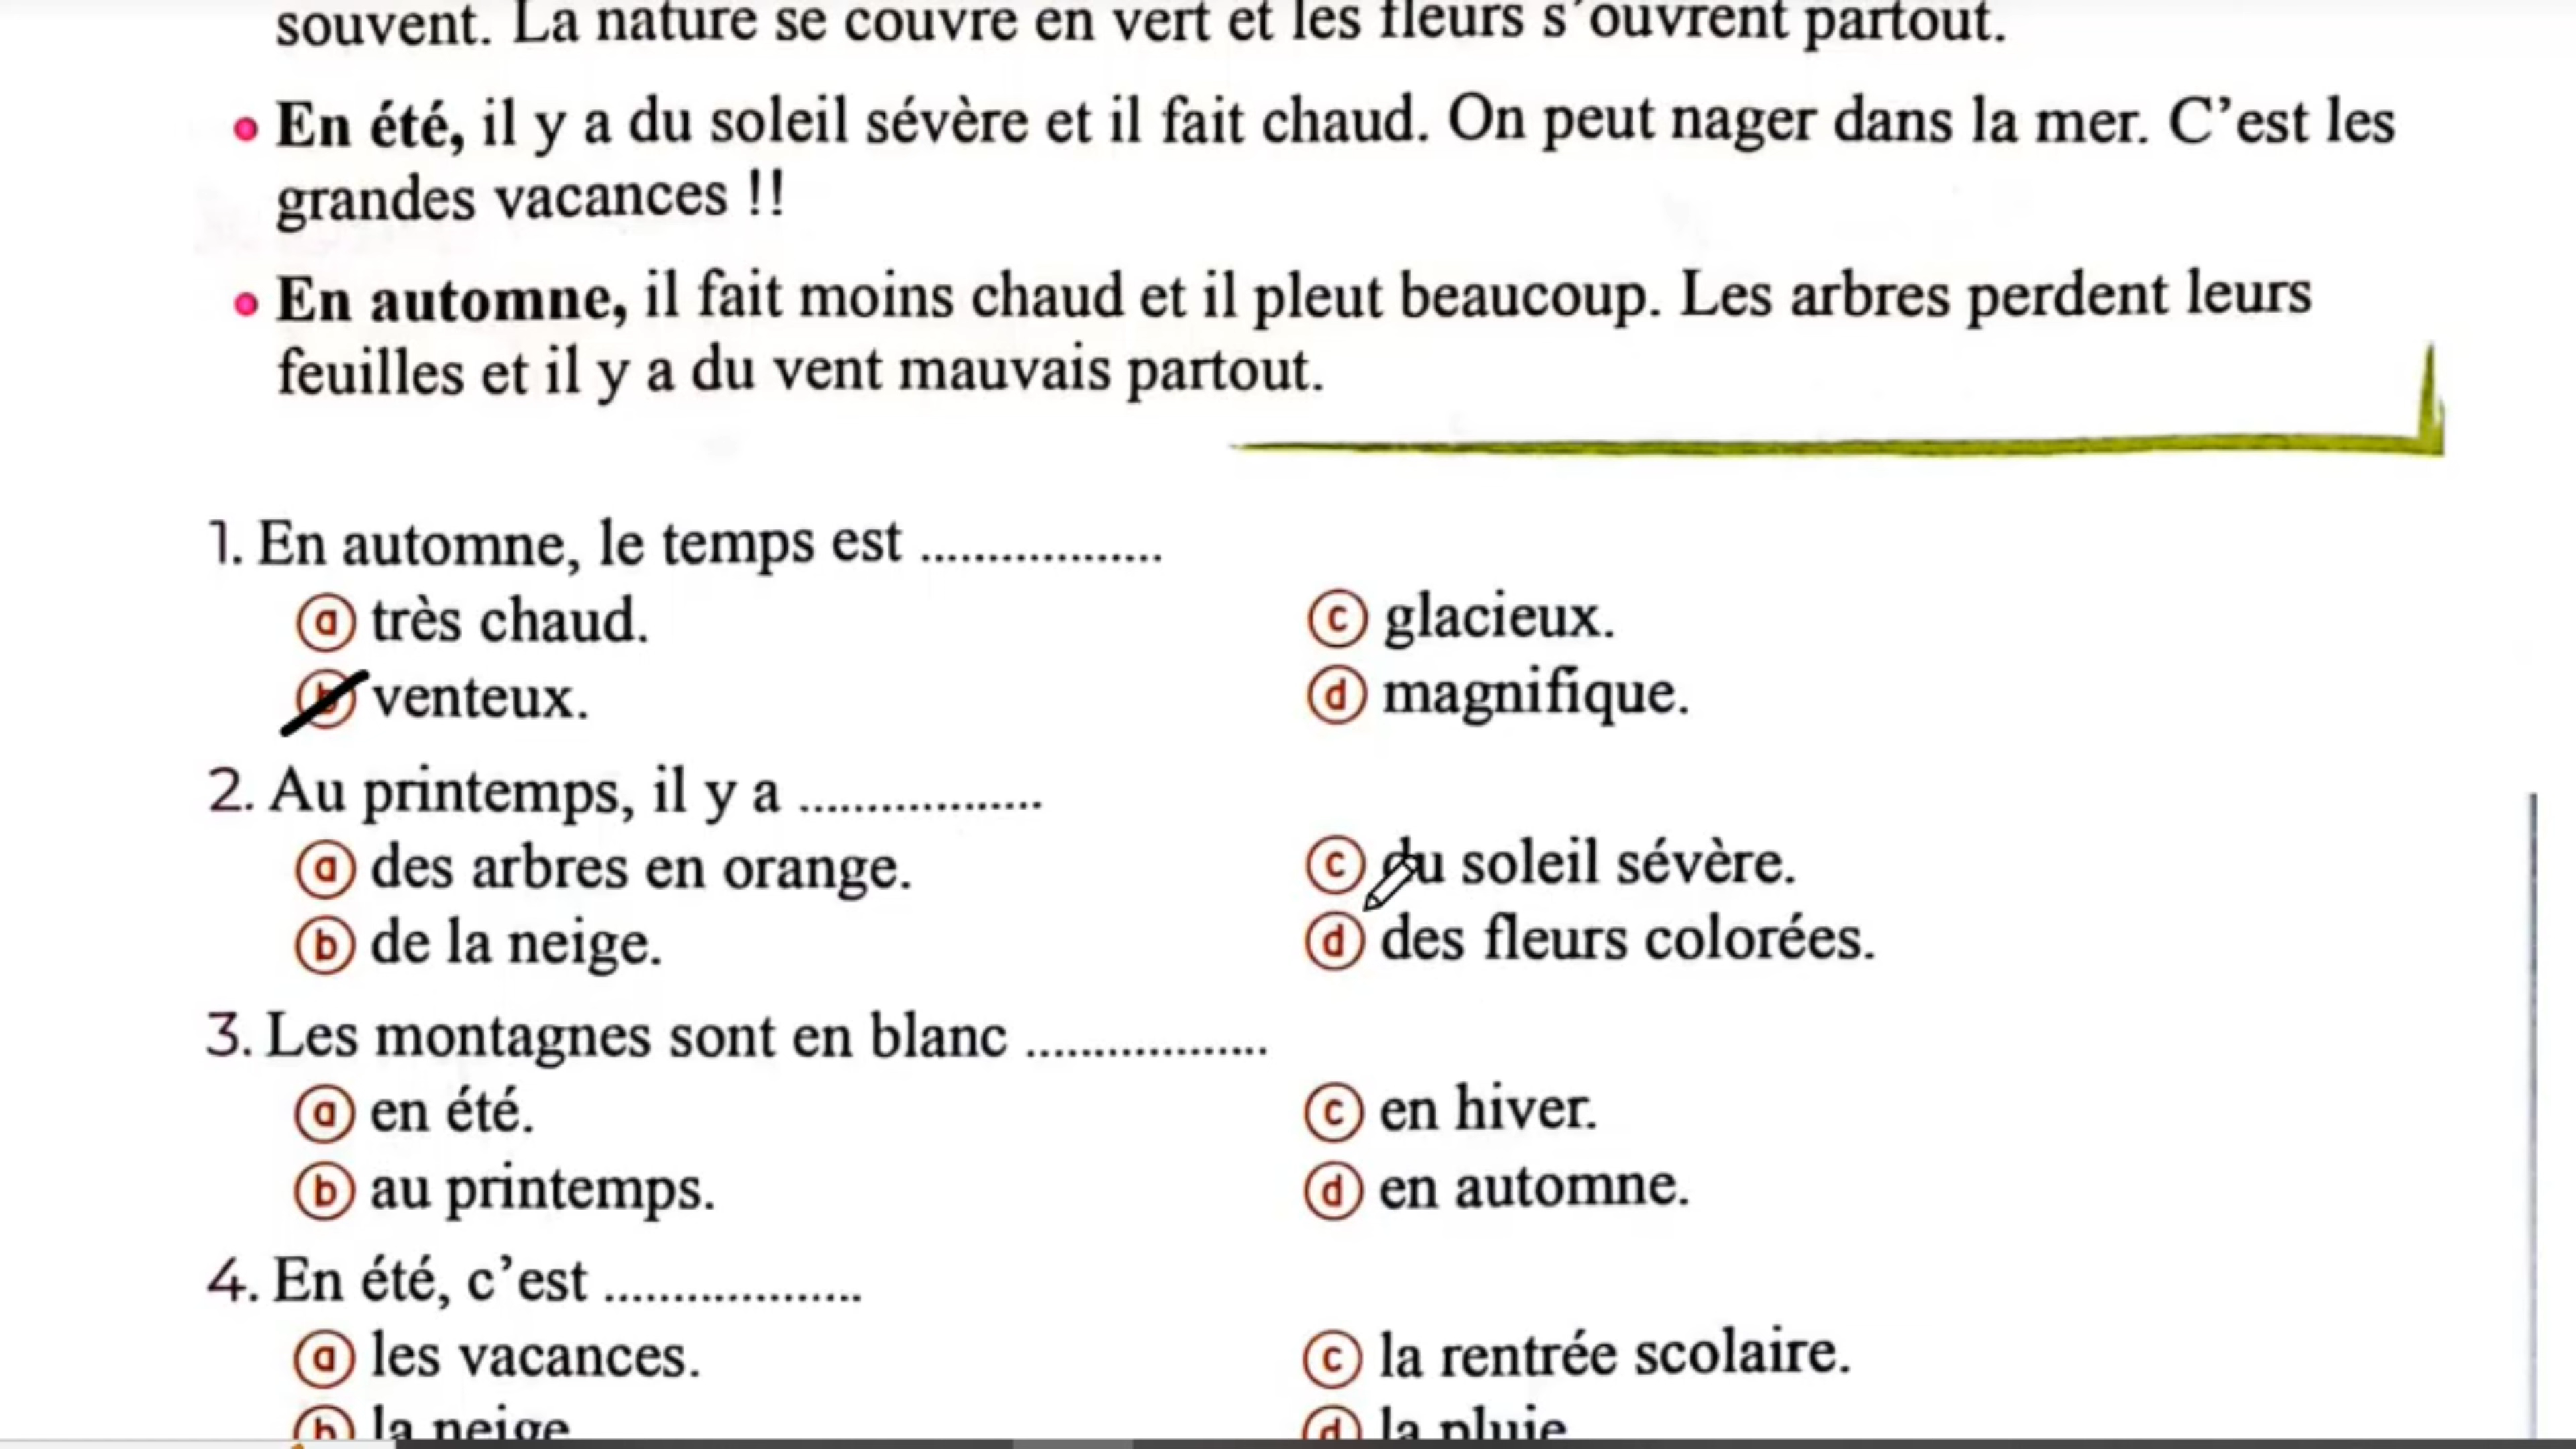 souvent. La nature se couvre en vert et les fleurs s'ouvrent partout.
• En été, il y a du soleil sévère et il fait chaud. On peut nager dans la mer. C'est les
grandes vacances !!
• En automne, il fait moins chaud et il pleut beaucoup. Les arbres perdent leurs
feuilles et il y a du vent mauvais partout.
1. En automne, le temps est ..................
a très chaud.
b venteux.
c glacieux.
d magnifique.
2. Au printemps, il y a ..................
a des arbres en orange.
b de la neige.
c du soleil sévère.
d des fleurs colorées.
3. Les montagnes sont en blanc ..................
a en été.
b au printemps.
c en hiver.
d en automne.
4. En été, c'est ...................
a les vacances.
b la neige
c la rentrée scolaire.
d la pluie